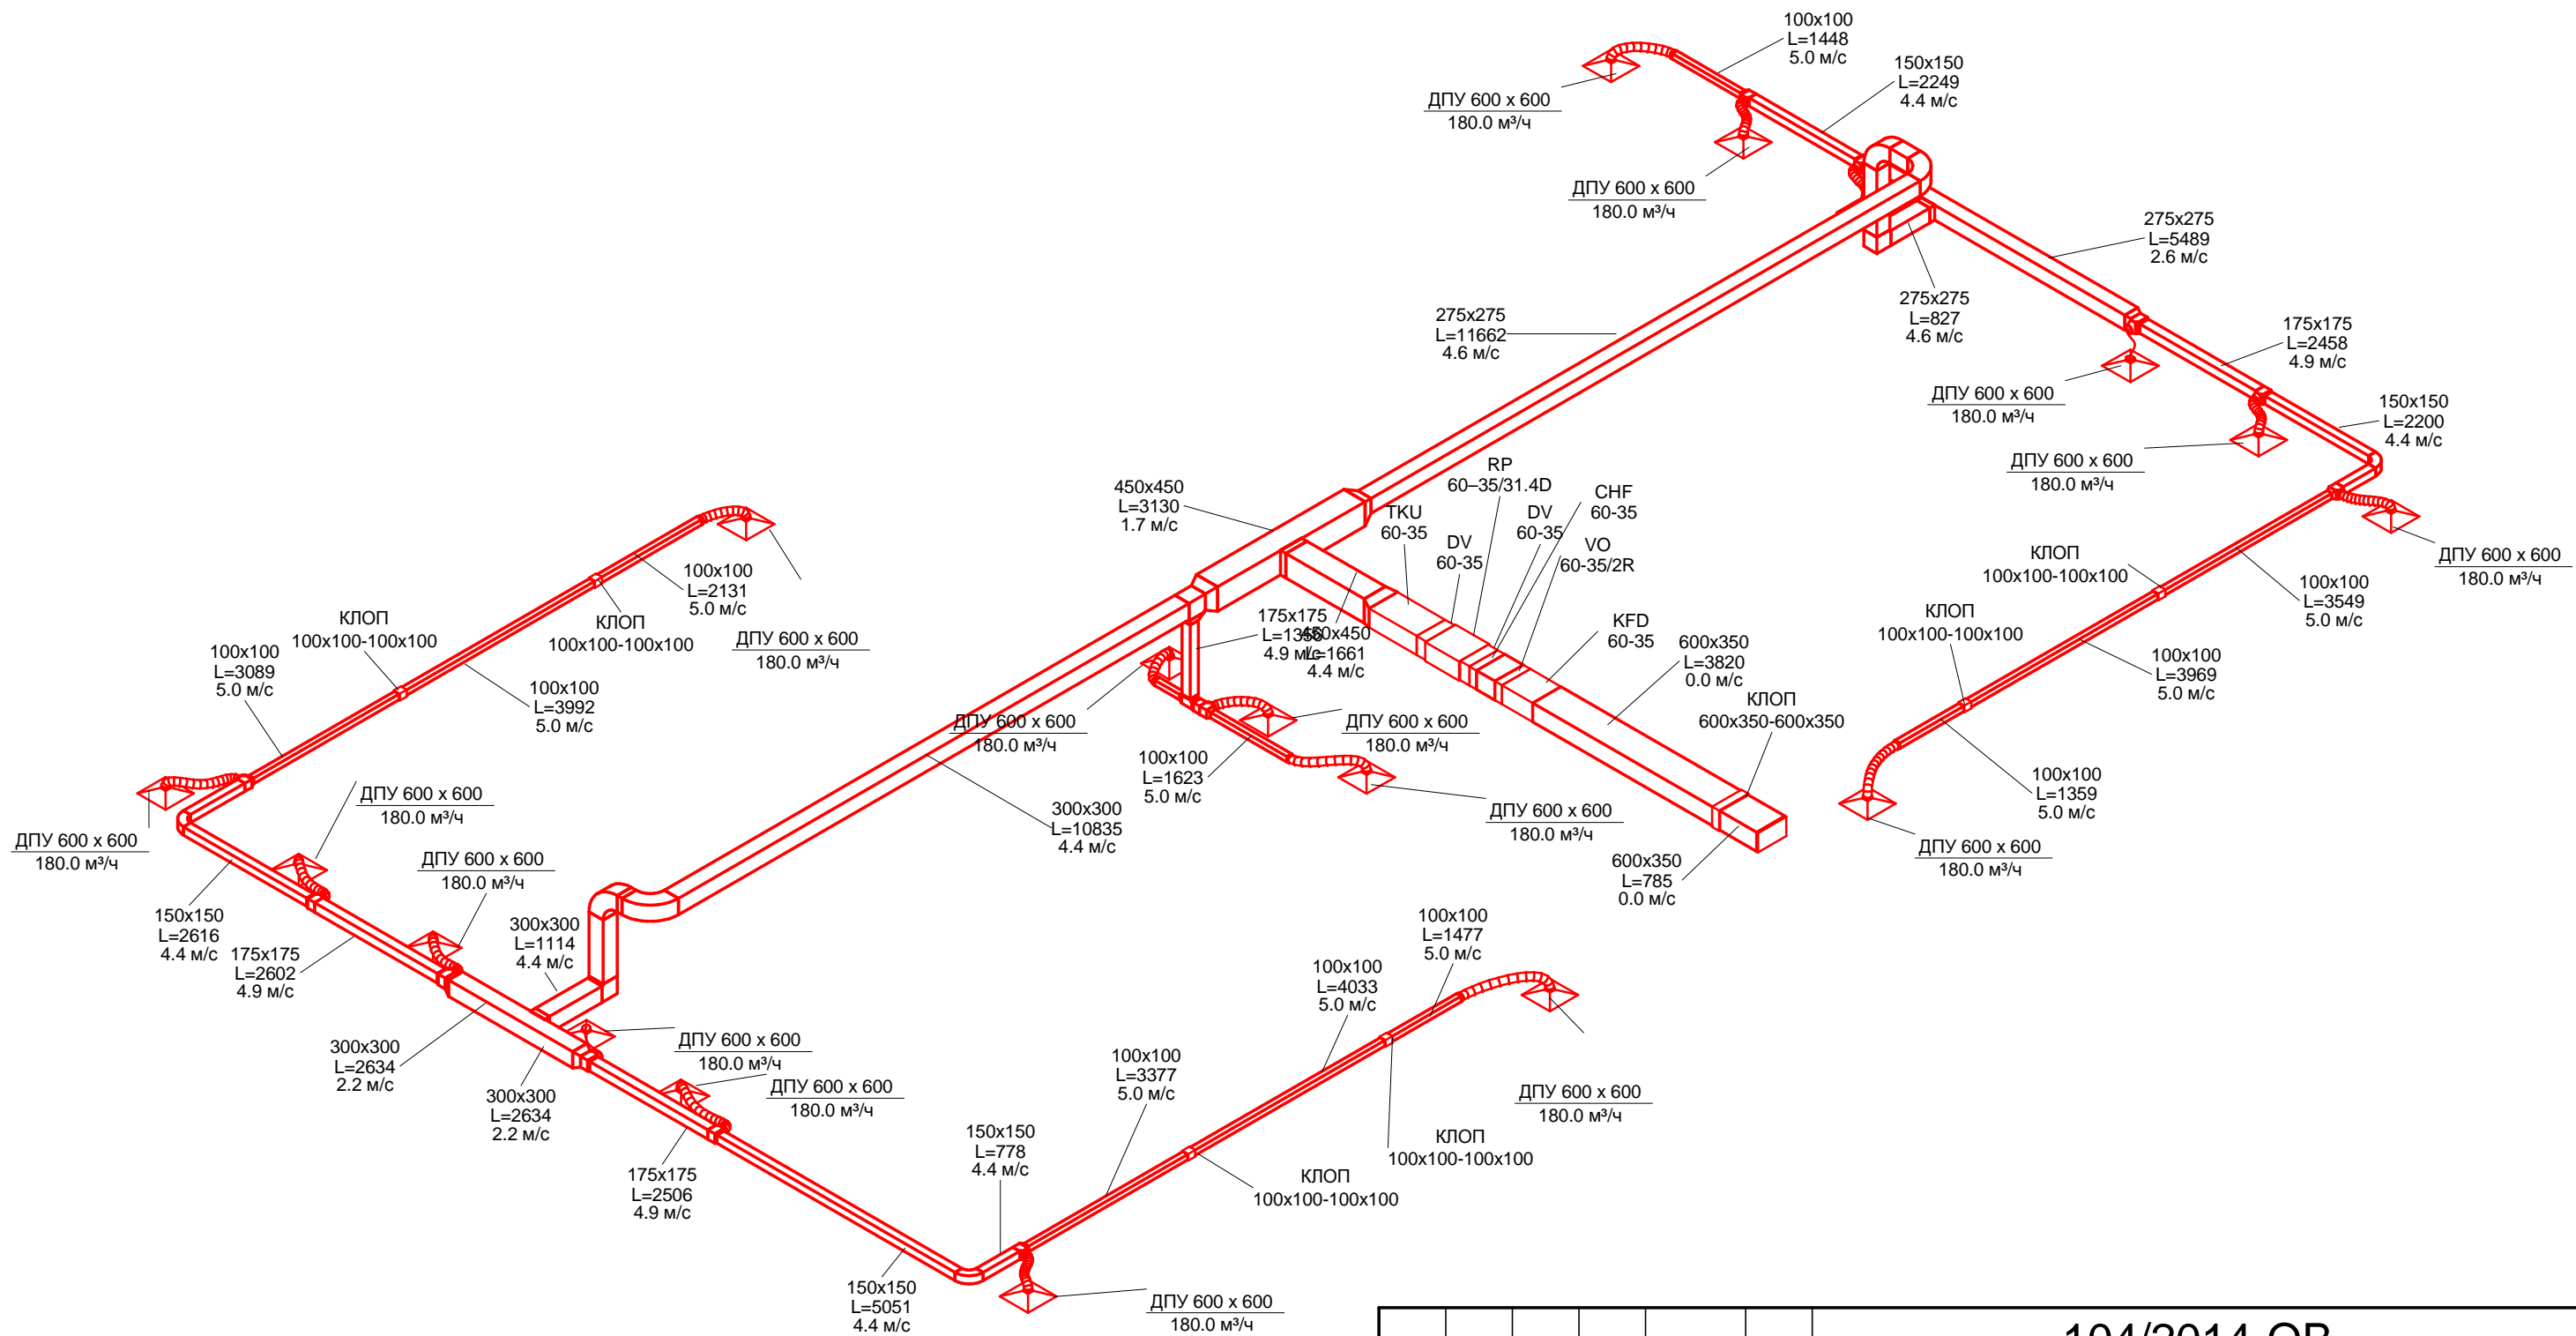 100x100
L=1448
5.0 м/с
150x150
L=2249
4.4 м/с
ДПУ 600 x 600
180.0 м³/ч
ДПУ 600 x 600
180.0 м³/ч
275x275
L=5489
2.6 м/с
275x275
L=827
4.6 м/с
275x275
L=11662
4.6 м/с
175x175
L=2458
4.9 м/с
ДПУ 600 x 600
180.0 м³/ч
150x150
L=2200
4.4 м/с
ДПУ 600 x 600
180.0 м³/ч
ДПУ 600 x 600
180.0 м³/ч
450x450
L=3130
1.7 м/с
RP
60–35/31.4D
TKU
60-35
DV
60-35
DV
60-35
CHF
60-35
VO
60-35/2R
KFD
60-35
КЛОП
100x100-100x100
100x100
L=3549
5.0 м/с
КЛОП
100x100-100x100
100x100
L=3969
5.0 м/с
100x100
L=1359
5.0 м/с
ДПУ 600 x 600
180.0 м³/ч
100x100
L=2131
5.0 м/с
КЛОП
100x100-100x100
КЛОП
100x100-100x100
ДПУ 600 x 600
180.0 м³/ч
100x100
L=3089
5.0 м/с
100x100
L=3992
5.0 м/с
175x175
4.9 м/с
450x450
L=1661
4.4 м/с
600x350
L=3820
0.0 м/с
КЛОП
600x350-600x350
ДПУ 600 x 600
180.0 м³/ч
ДПУ 600 x 600
180.0 м³/ч
100x100
L=1623
5.0 м/с
ДПУ 600 x 600
180.0 м³/ч
600x350
L=785
0.0 м/с
300x300
L=10835
4.4 м/с
ДПУ 600 x 600
180.0 м³/ч
ДПУ 600 x 600
180.0 м³/ч
ДПУ 600 x 600
180.0 м³/ч
150x150
L=2616
4.4 м/с
175x175
L=2602
4.9 м/с
300x300
L=1114
4.4 м/с
300x300
L=2634
2.2 м/с
300x300
L=2634
2.2 м/с
ДПУ 600 x 600
180.0 м³/ч
ДПУ 600 x 600
180.0 м³/ч
175x175
L=2506
4.9 м/с
100x100
L=1477
5.0 м/с
100x100
L=4033
5.0 м/с
100x100
L=3377
5.0 м/с
150x150
L=778
4.4 м/с
ДПУ 600 x 600
180.0 м³/ч
КЛОП
100x100-100x100
КЛОП
100x100-100x100
150x150
L=5051
4.4 м/с
ДПУ 600 x 600
180.0 м³/ч
104/2014-ОВ